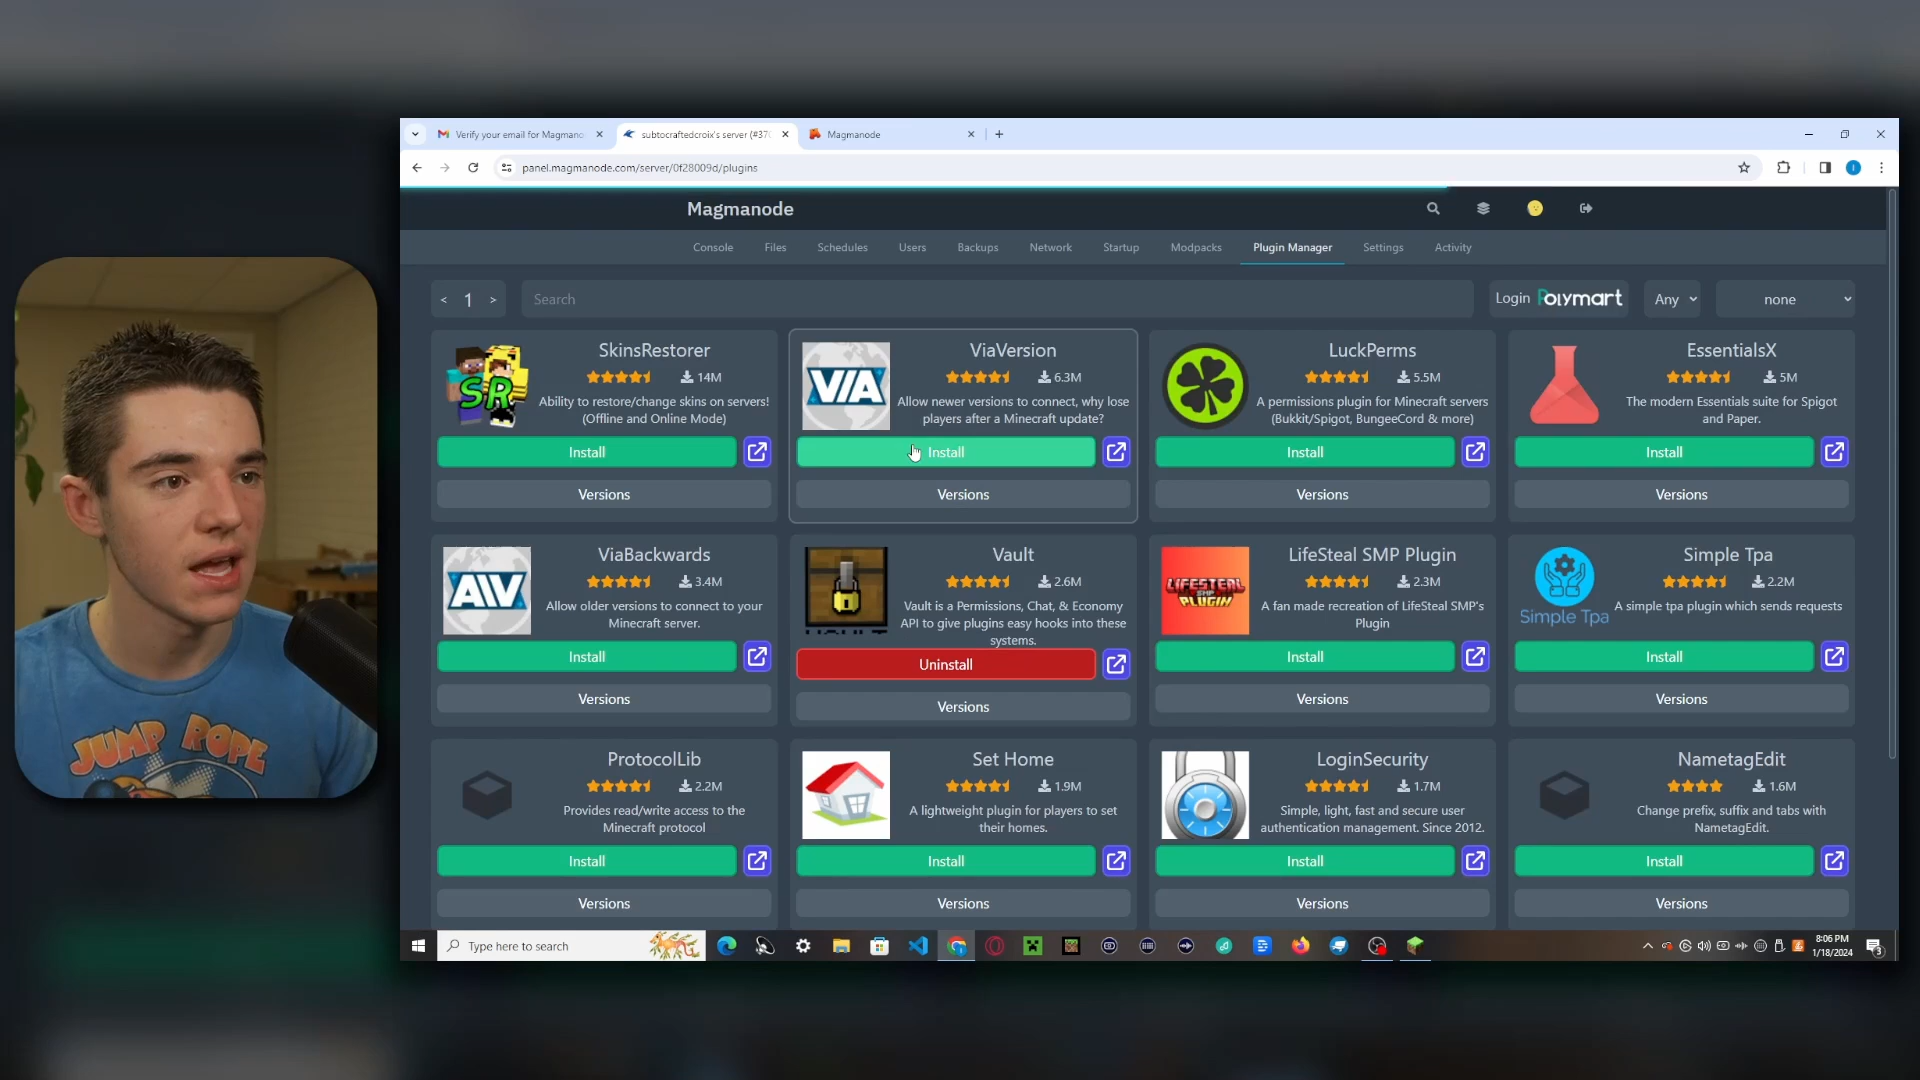 Verify your email for Magmano
subtocraftedcroix's server (#370
Magmanode
panel.magmanode.com/server/0f28009d/plugins
Magmanode
Console Files Schedules Users Backups Network Startup Modpacks Plugin Manager Settings Activity
< 1 > Search Login Polymart Any none
SkinsRestorer
14M
Ability to restore/change skins on servers!
(Offline and Online Mode)
Install
Versions
VIA
ViaVersion
6.3M
Allow newer versions to connect, why lose
players after a Minecraft update?
Install
Versions
LuckPerms
5.5M
A permissions plugin for Minecraft servers
(Bukkit/Spigot, BungeeCord & more)
Install
Versions
EssentialsX
5M
The modern Essentials suite for Spigot
and Paper.
Install
Versions
AIV
ViaBackwards
3.4M
Allow older versions to connect to your
Minecraft server.
Install
Versions
Vault
2.6M
Vault is a Permissions, Chat, & Economy
API to give plugins easy hooks into these
systems.
Uninstall
Versions
LIFESTEAL
SMP
PLUGIN
LifeSteal SMP Plugin
2.3M
A fan made recreation of LifeSteal SMP's
Plugin
Install
Versions
Simple Tpa
Simple Tpa
2.2M
A simple tpa plugin which sends requests
Install
Versions
ProtocolLib
2.2M
Provides read/write access to the
Minecraft protocol
Install
Versions
Set Home
1.9M
A lightweight plugin for players to set
their homes.
Install
Versions
LoginSecurity
1.7M
Simple, light, fast and secure user
authentication management. Since 2012.
Install
Versions
NametagEdit
1.6M
Change prefix, suffix and tabs with
NametagEdit.
Install
Versions
JUMP ROPE
Type here to search
8:06 PM
1/18/2024
3